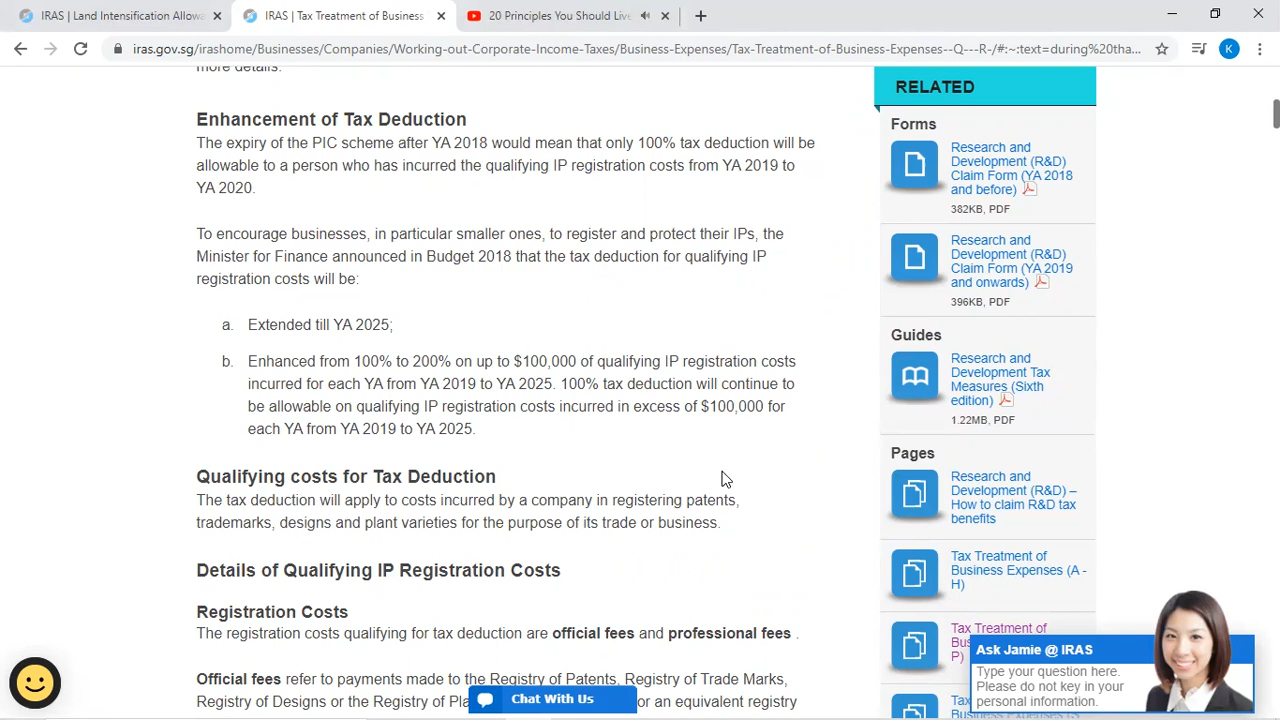 IRAS | Land Intensification Allowa
IRAS | Tax Treatment of Business
20 Principles You Should Live
iras.gov.sg/irashome/Businesses/Companies/Working-out-Corporate-Income-Taxes/Business-Expenses/Tax-Treatment-of-Business-Expenses--Q---R-/#:~:text=during%20tha...
K
more details.
Enhancement of Tax Deduction
The expiry of the PIC scheme after YA 2018 would mean that only 100% tax deduction will be
allowable to a person who has incurred the qualifying IP registration costs from YA 2019 to
YA 2020.
To encourage businesses, in particular smaller ones, to register and protect their IPs, the
Minister for Finance announced in Budget 2018 that the tax deduction for qualifying IP
registration costs will be:
a. Extended till YA 2025;
b. Enhanced from 100% to 200% on up to $100,000 of qualifying IP registration costs
incurred for each YA from YA 2019 to YA 2025. 100% tax deduction will continue to
be allowable on qualifying IP registration costs incurred in excess of $100,000 for
each YA from YA 2019 to YA 2025.
Qualifying costs for Tax Deduction
The tax deduction will apply to costs incurred by a company in registering patents,
trademarks, designs and plant varieties for the purpose of its trade or business.
Details of Qualifying IP Registration Costs
Registration Costs
The registration costs qualifying for tax deduction are official fees and professional fees .
Official fees refer to payments made to the Registry of Patents, Registry of Trade Marks,
Registry of Designs or the Registry of Pla
or an equivalent registry
Chat With Us
RELATED
Forms
Research and
Development (R&D)
Claim Form (YA 2018
and before)
382KB, PDF
Research and
Development (R&D)
Claim Form (YA 2019
and onwards)
396KB, PDF
Guides
Research and
Development Tax
Measures (Sixth
edition)
1.22MB, PDF
Pages
Research and
Development (R&D) –
How to claim R&D tax
benefits
Tax Treatment of
Business Expenses (A -
H)
Tax Treatment of
Bus
P)
Tax
Business Expenses (S
Ask Jamie @ IRAS
Type your question here.
Please do not key in your
personal information.